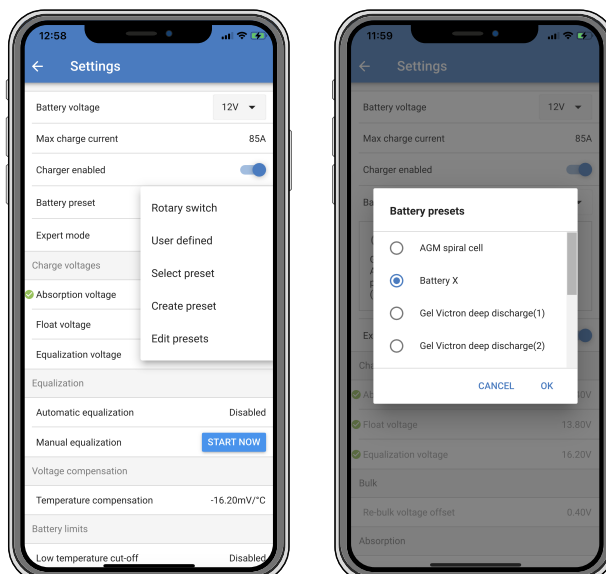 12:58
Settings
Battery voltage 12V
Max charge current 85A
Charger enabled
Battery preset
Expert mode
Rotary switch
User defined
Select preset
Create preset
Edit presets
Charge voltages
Absorption voltage
Float voltage
Equalization voltage
Equalization
Automatic equalization Disabled
Manual equalization START NOW
Voltage compensation
Temperature compensation -16.20mV/°C
Battery limits
Low temperature cut-off Disabled
11:59
Settings
Battery voltage 12V
Max charge current 85A
Charger enabled
Battery presets
AGM spiral cell
Battery X
Gel Victron deep discharge(1)
Gel Victron deep discharge(2)
CANCEL OK
Float voltage 13.80V
Equalization voltage 16.20V
Bulk
Re-bulk voltage offset 0.40V
Absorption